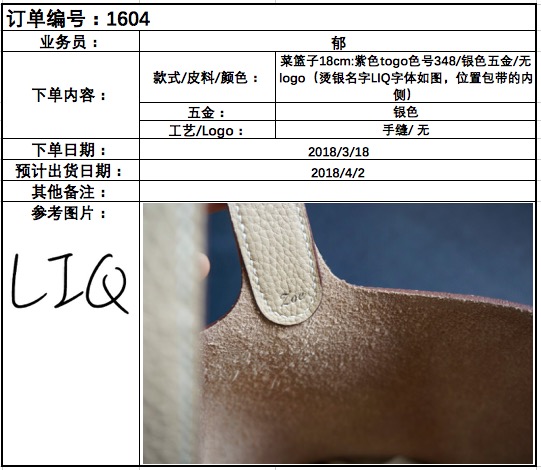 订单编号：1604
业务员：
郁
下单内容：
款式/皮料/颜色：
菜篮子18cm:紫色togo色号348/银色五金/无
logo（烫银名字LIQ字体如图，位置包带的内
侧）
五金：
银色
工艺/Logo：
手缝/ 无
下单日期：
2018/3/18
预计出货日期：
2018/4/2
其他备注：
参考图片：
LIQ
Zoe